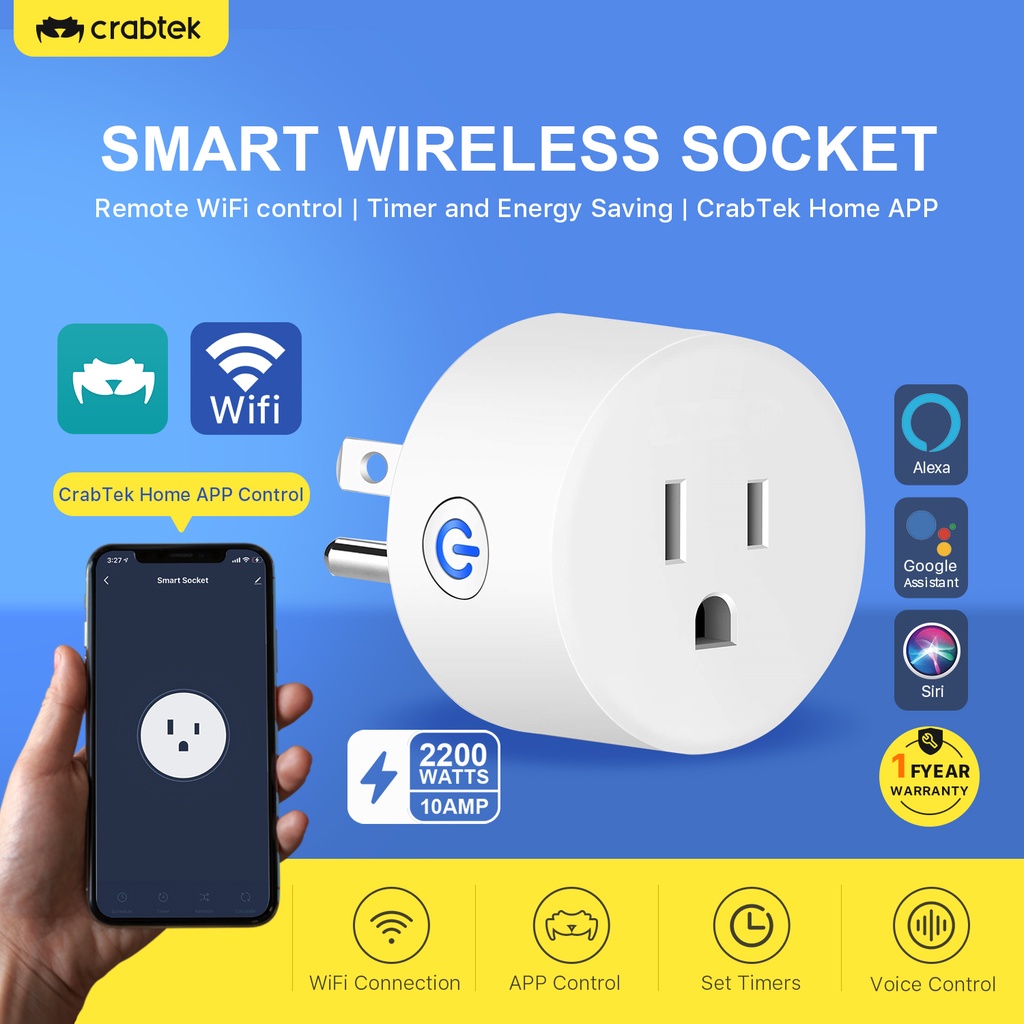 crabtek
SMART WIRELESS SOCKET
Remote WiFi control | Timer and Energy Saving | CrabTek Home APP
Wifi
CrabTek Home APP Control
3:27
Smart Socket
Alexa
Google
Assistant
Siri
2200
WATTS
10AMP
1 FYEAR
WARRANTY
WiFi Connection
APP Control
Set Timers
Voice Control